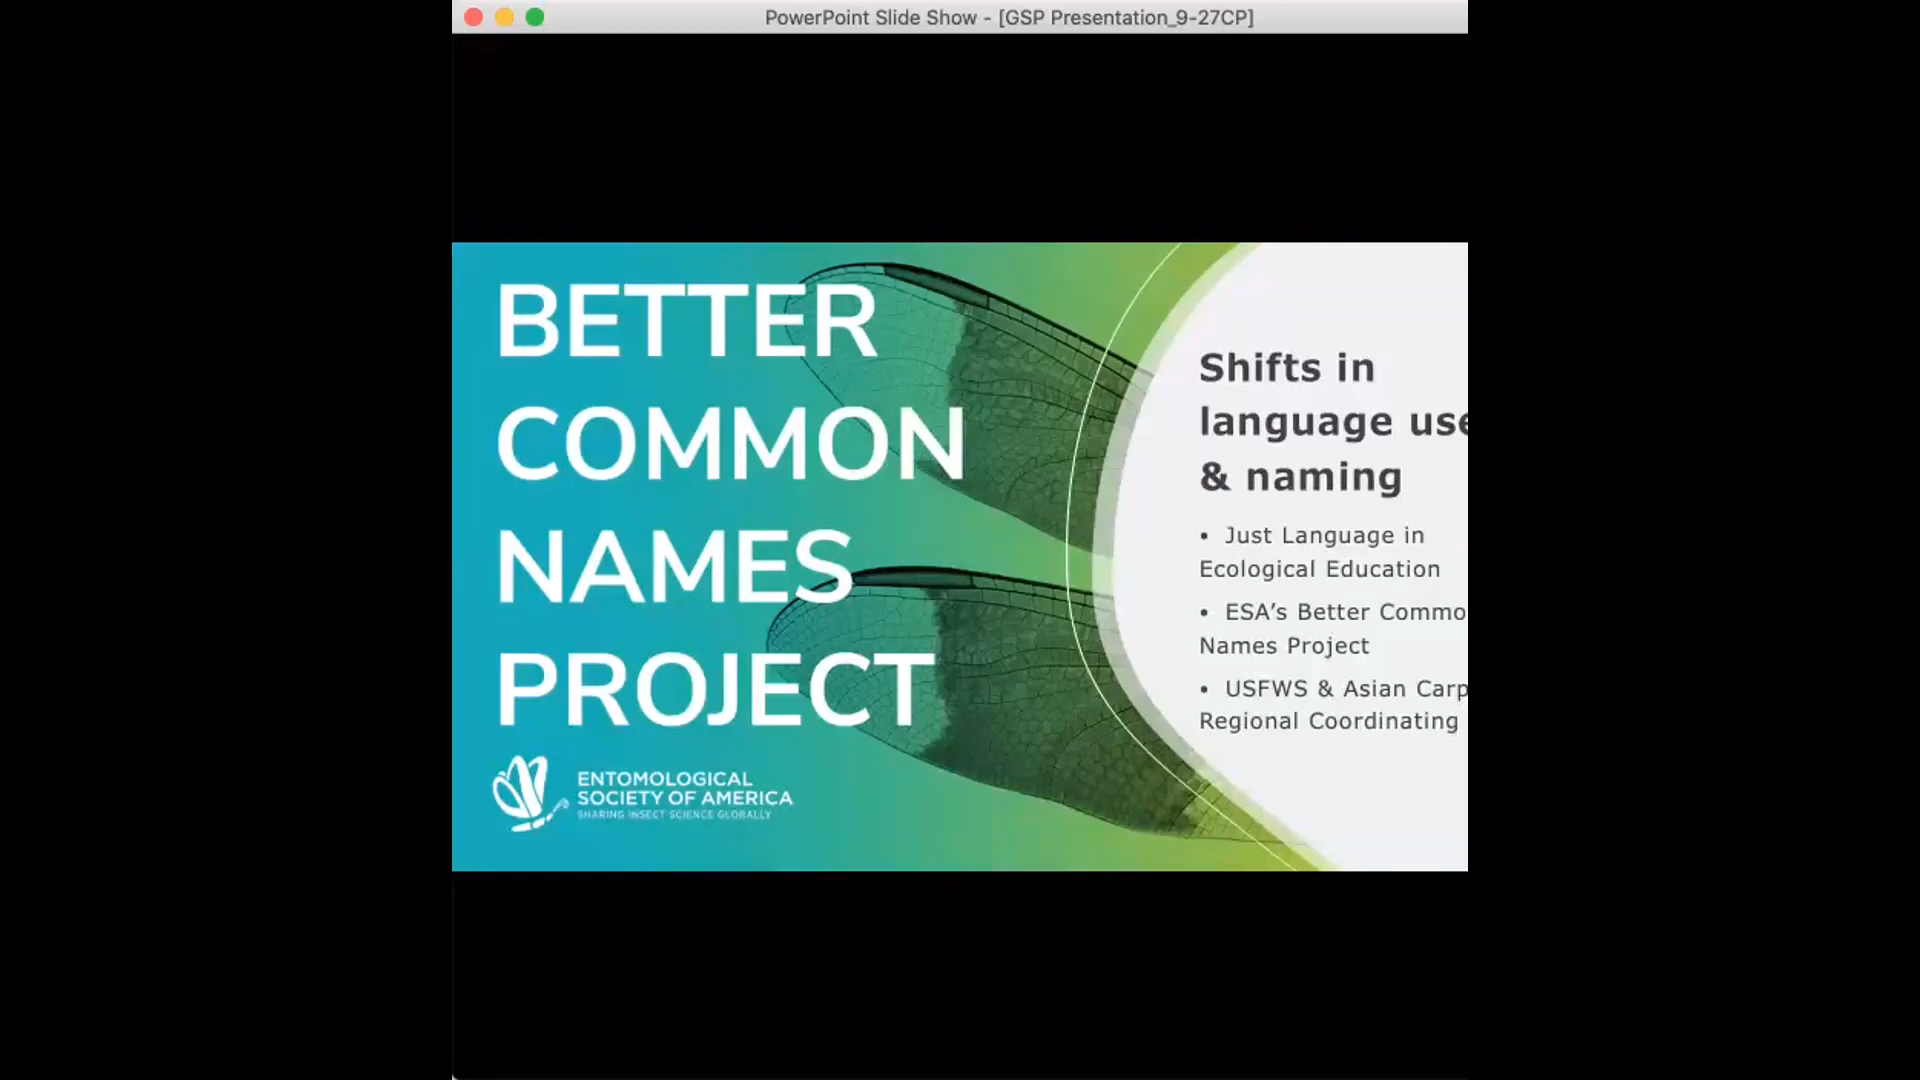 PowerPoint Slide Show - [GSP Presentation_9-27CP]
BETTER
COMMON
NAMES
PROJECT
ENTOMOLOGICAL
SOCIETY OF AMERICA
SHARING INSECT SCIENCE GLOBALLY
Shifts in
language use
& naming
• Just Language in
Ecological Education
• ESA’s Better Commo
Names Project
• USFWS & Asian Carp
Regional Coordinating